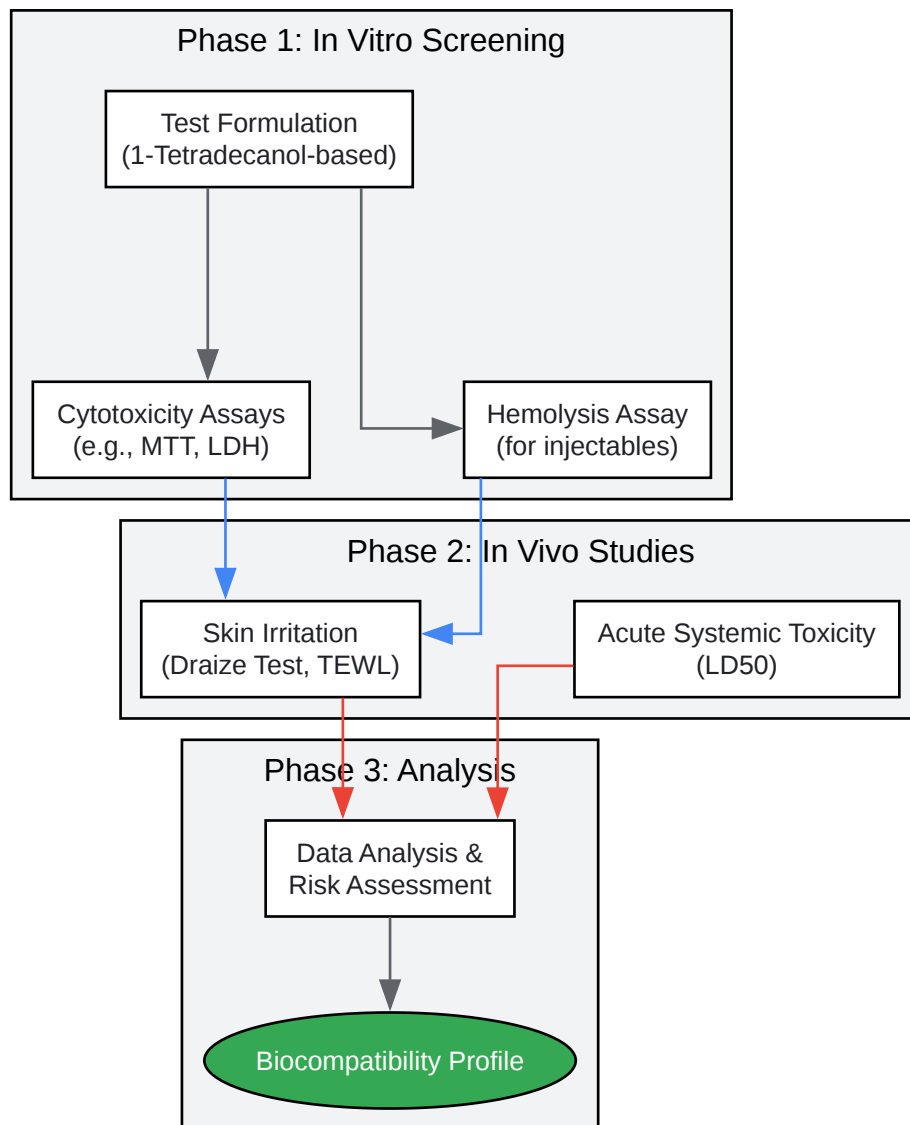 Phase 1: In Vitro Screening
Test Formulation
(1-Tetradecanol-based)
Cytotoxicity Assays
(e.g., MTT, LDH)
Hemolysis Assay
(for injectables)
Phase 2: In Vivo Studies
Skin Irritation
(Draize Test, TEWL)
Acute Systemic Toxicity
(LD50)
Phase 3: Analysis
Data Analysis &
Risk Assessment
Biocompatibility Profile